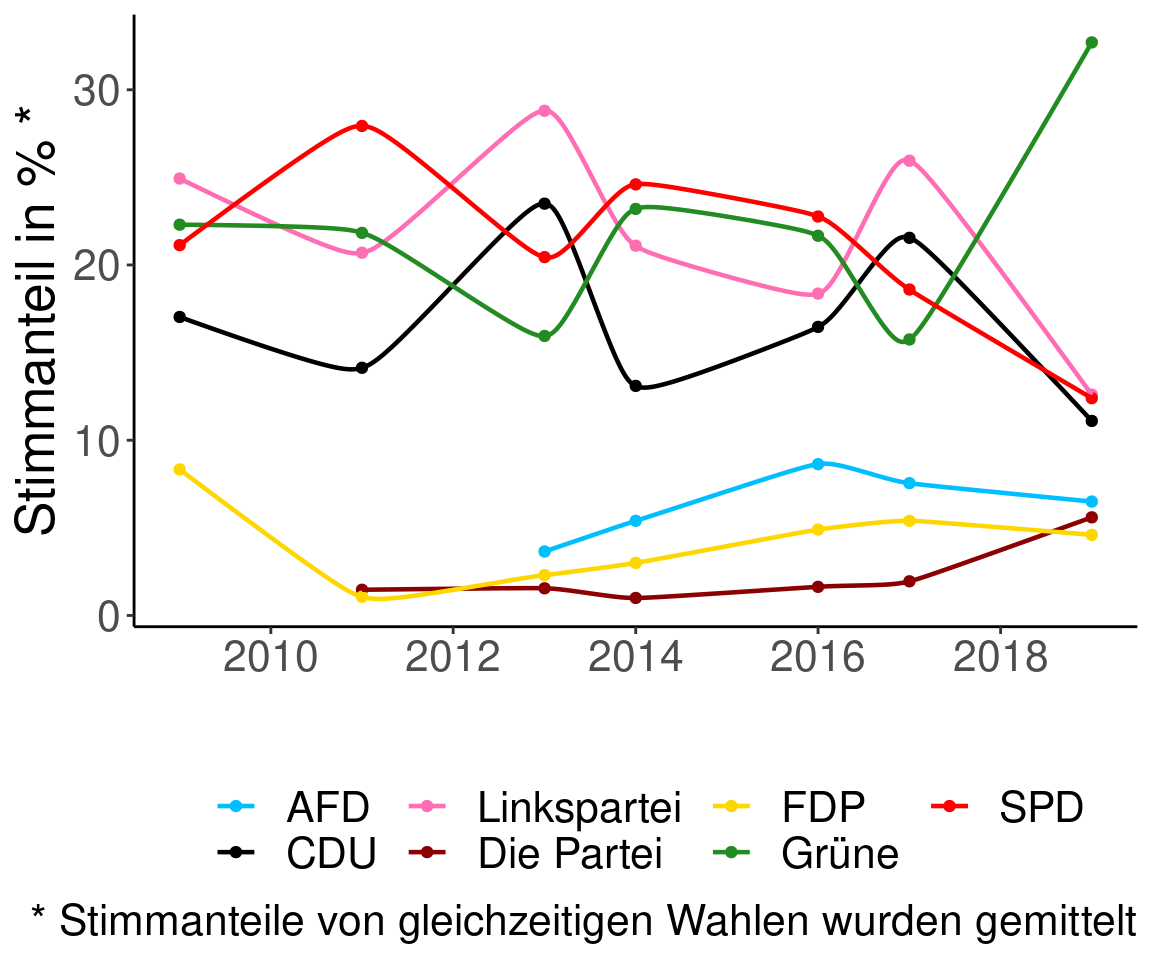 Stimmanteil in % *
30
20
10
0
2010 2012 2014 2016 2018
AFD Linkspartei FDP SPD
CDU Die Partei Grüne
* Stimmanteile von gleichzeitigen Wahlen wurden gemittelt